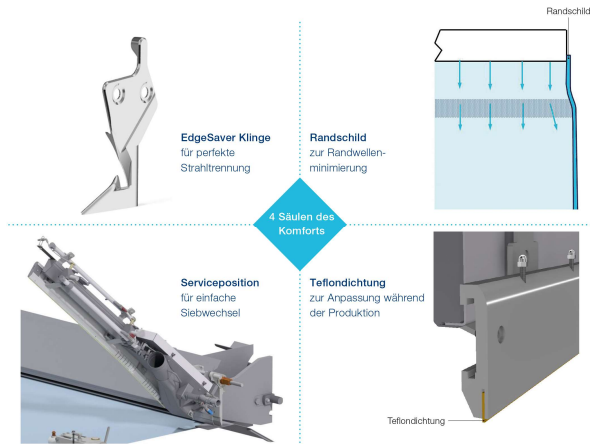 Randschild
EdgeSaver Klinge
für perfekte
Strahltrennung
Randschild
zur Randwellen-
minimierung
4 Säulen des
Komforts
Serviceposition
für einfache
Siebwechsel
Teflondichtung
zur Anpassung während
der Produktion
Teflondichtung